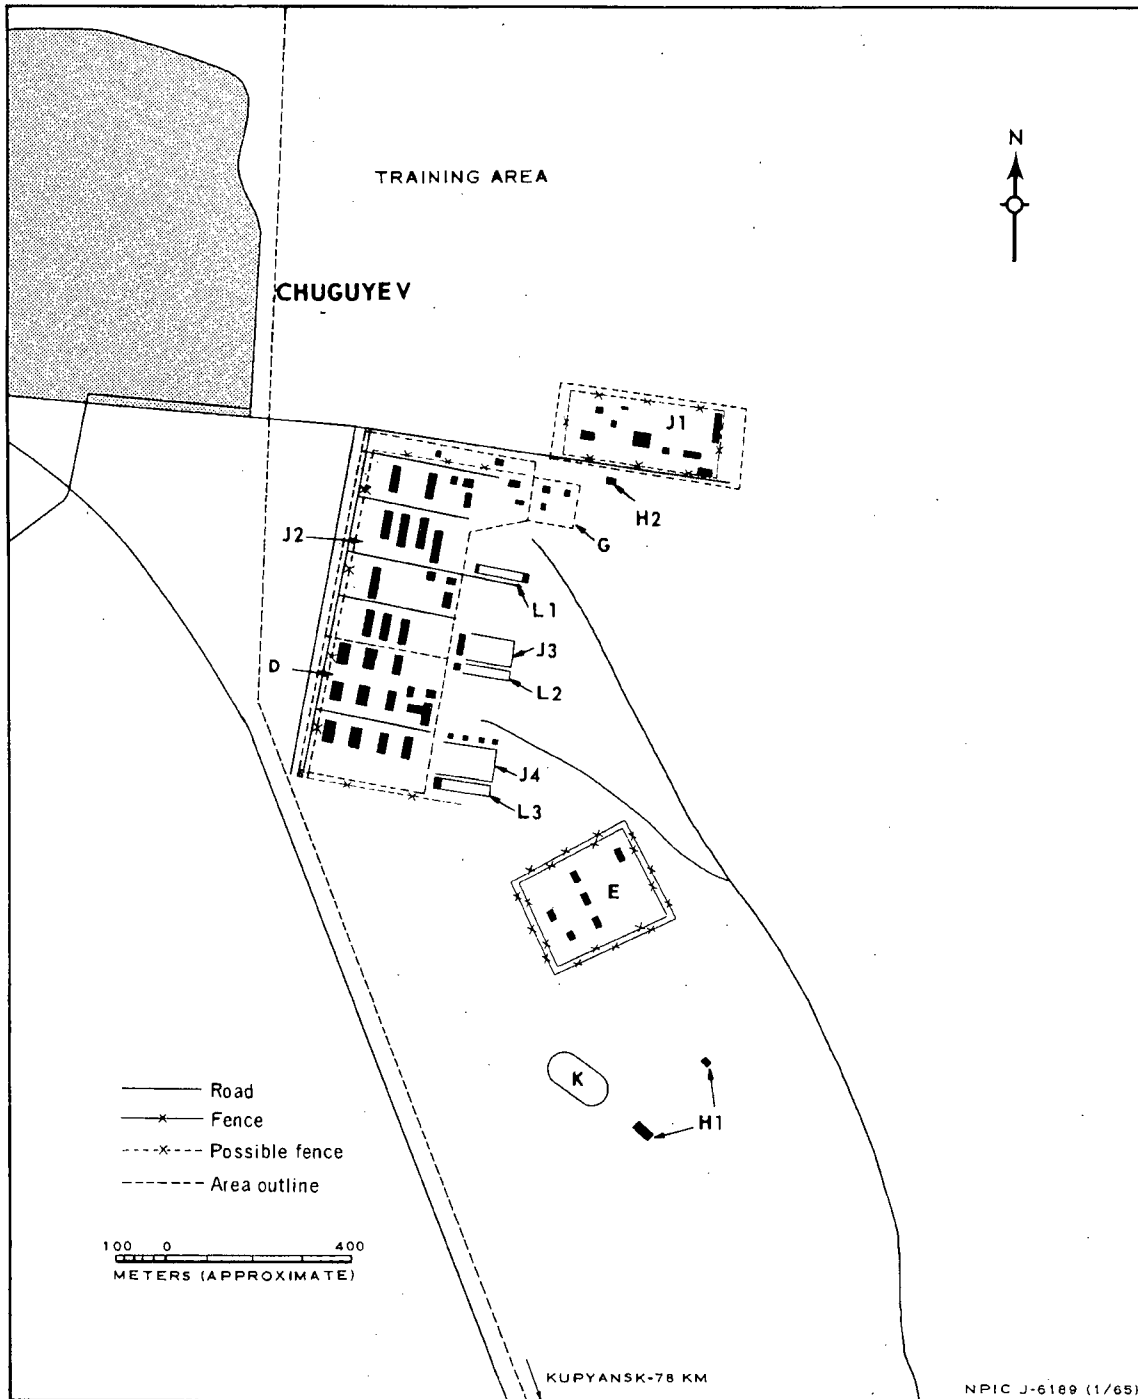 N
TRAINING AREA
CHUGUYEV
J1
H2
G
J2
L1
J3
D
L2
J4
L3
E
K
H1
Road
Fence
Possible fence
Area outline
100 0 400
METERS (APPROXIMATE)
KUPYANSK-78 KM
NPIC J-6189 (1/65)